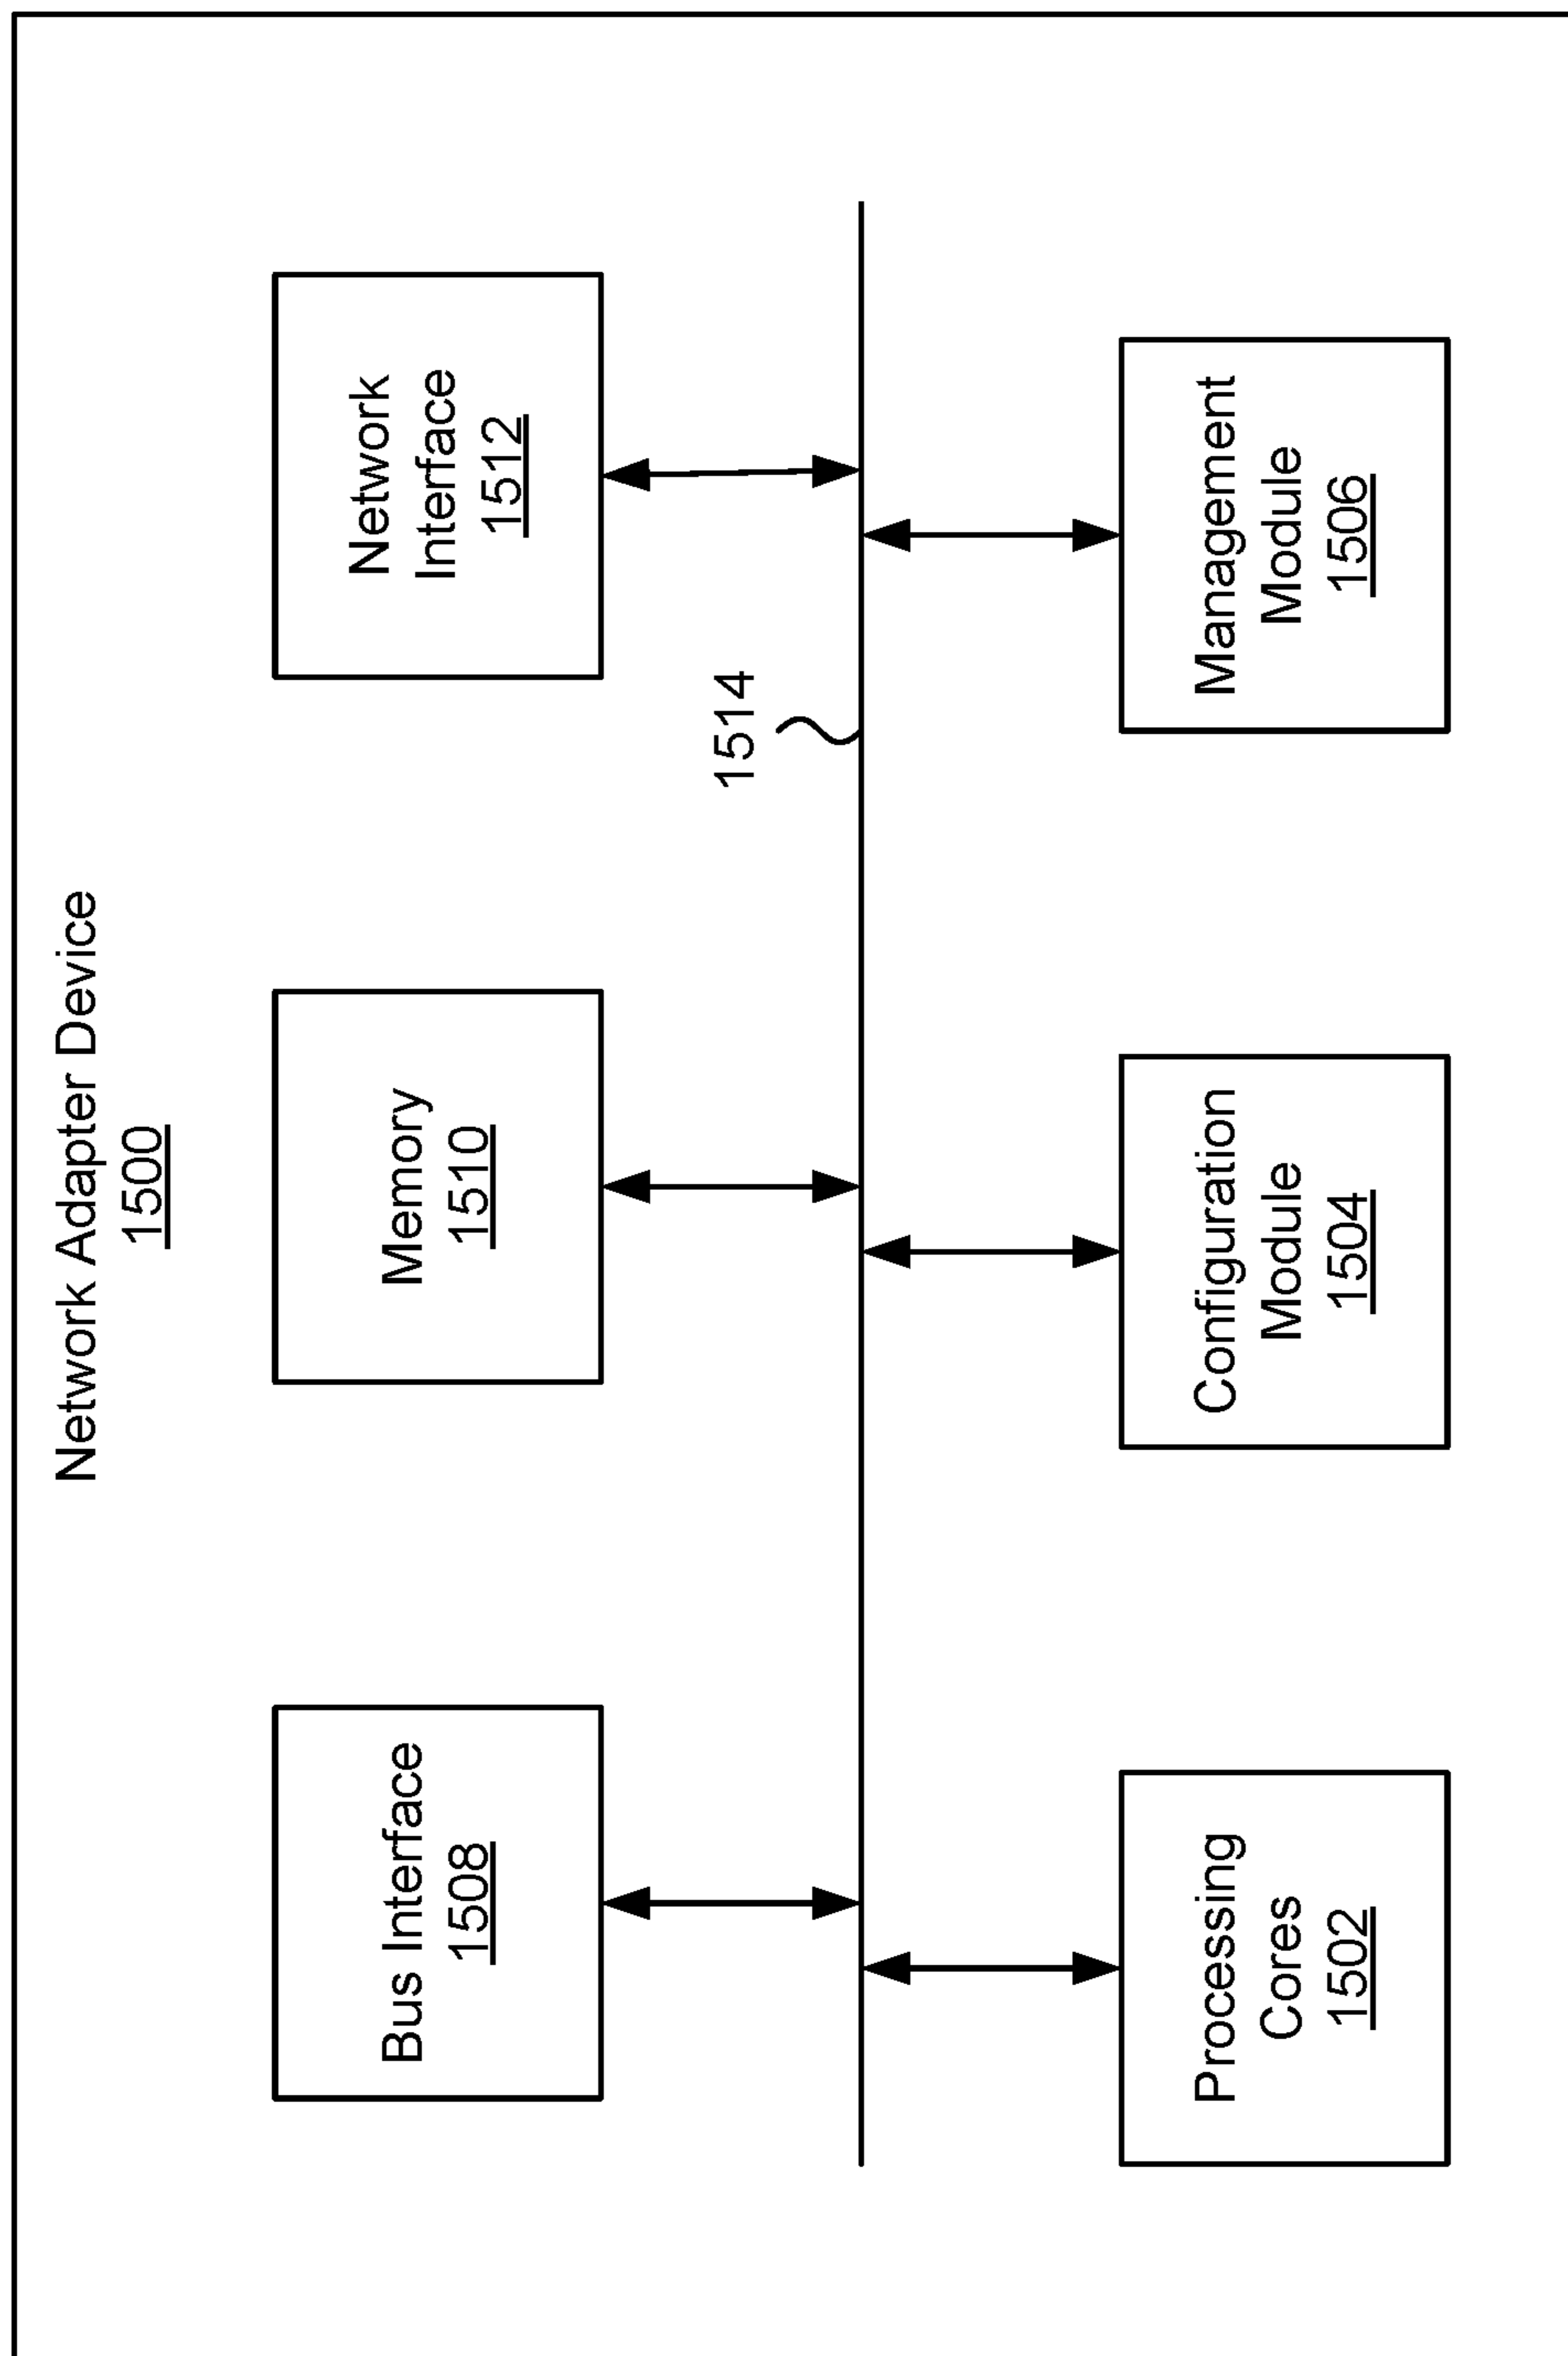 Network Adapter Device
1500
Bus Interface
1508
Memory
1510
Network
Interface
1512
1514
Processing
Cores
1502
Configuration
Module
1504
Management
Module
1506